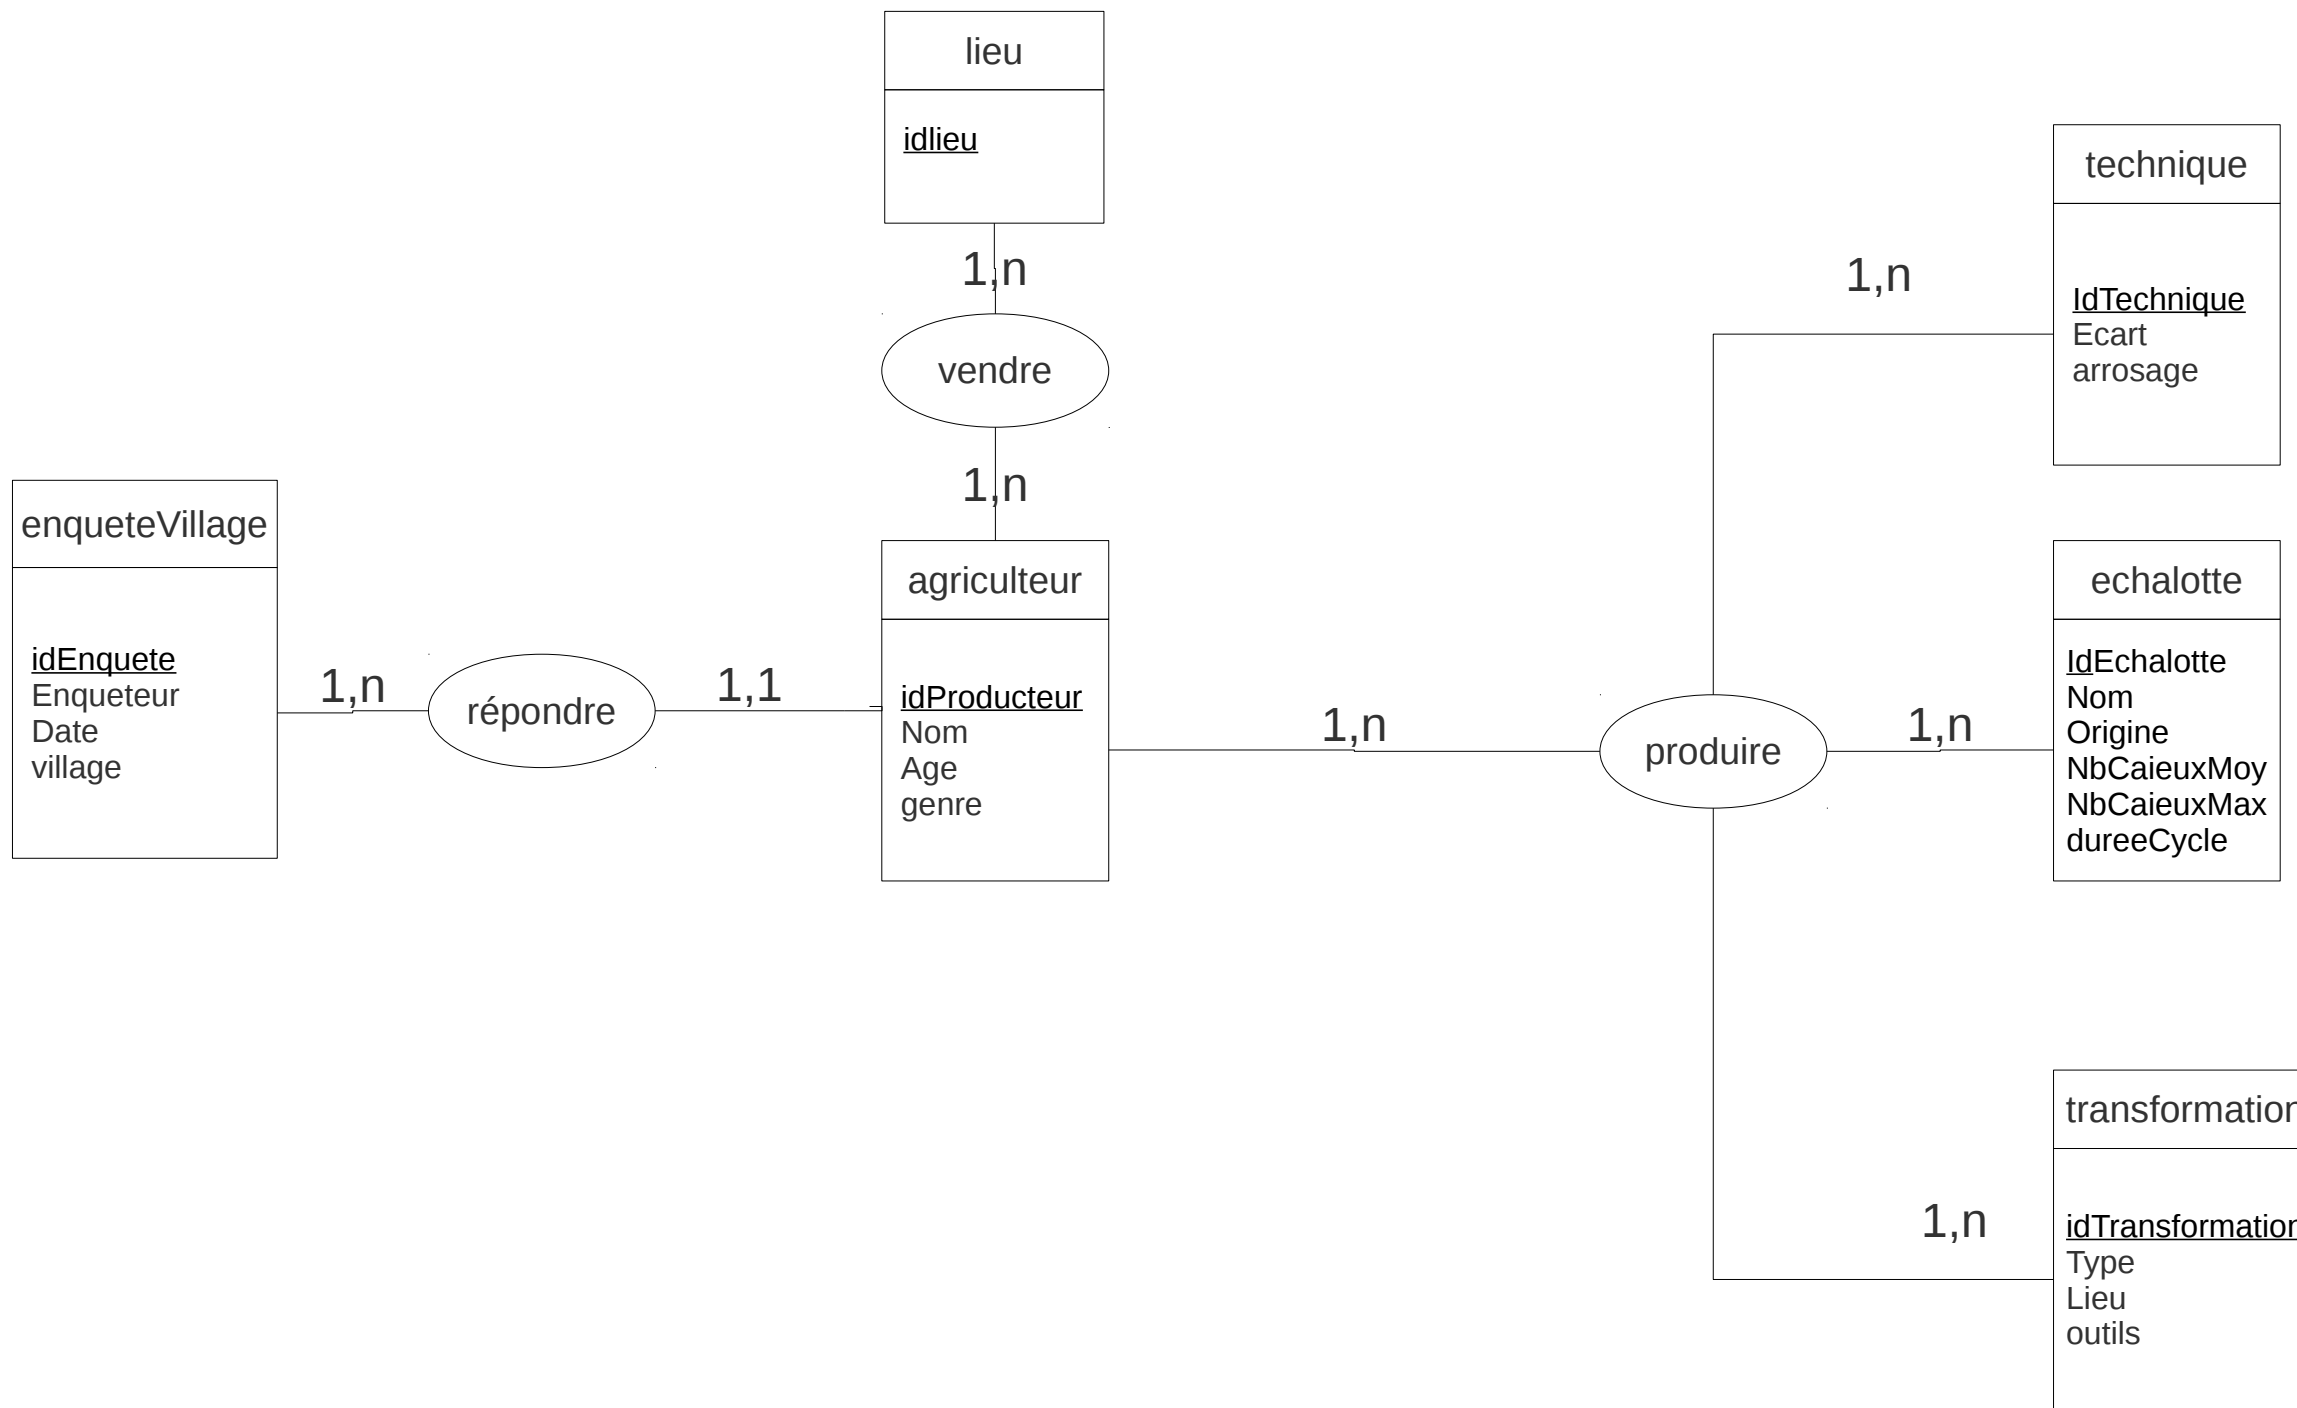 lieu
idlieu
1,n
vendre
1,n
technique
IdTechnique
Ecart
arrosage
1,n
enqueteVillage
idEnquete
Enqueteur
Date
village
1,n
répondre
1,1
agriculteur
idProducteur
Nom
Age
genre
1,n
produire
1,n
echalotte
IdEchalotte
Nom
Origine
NbCaieuxMoy
NbCaieuxMax
dureeCycle
1,n
transformation
idTransformation
Type
Lieu
outils